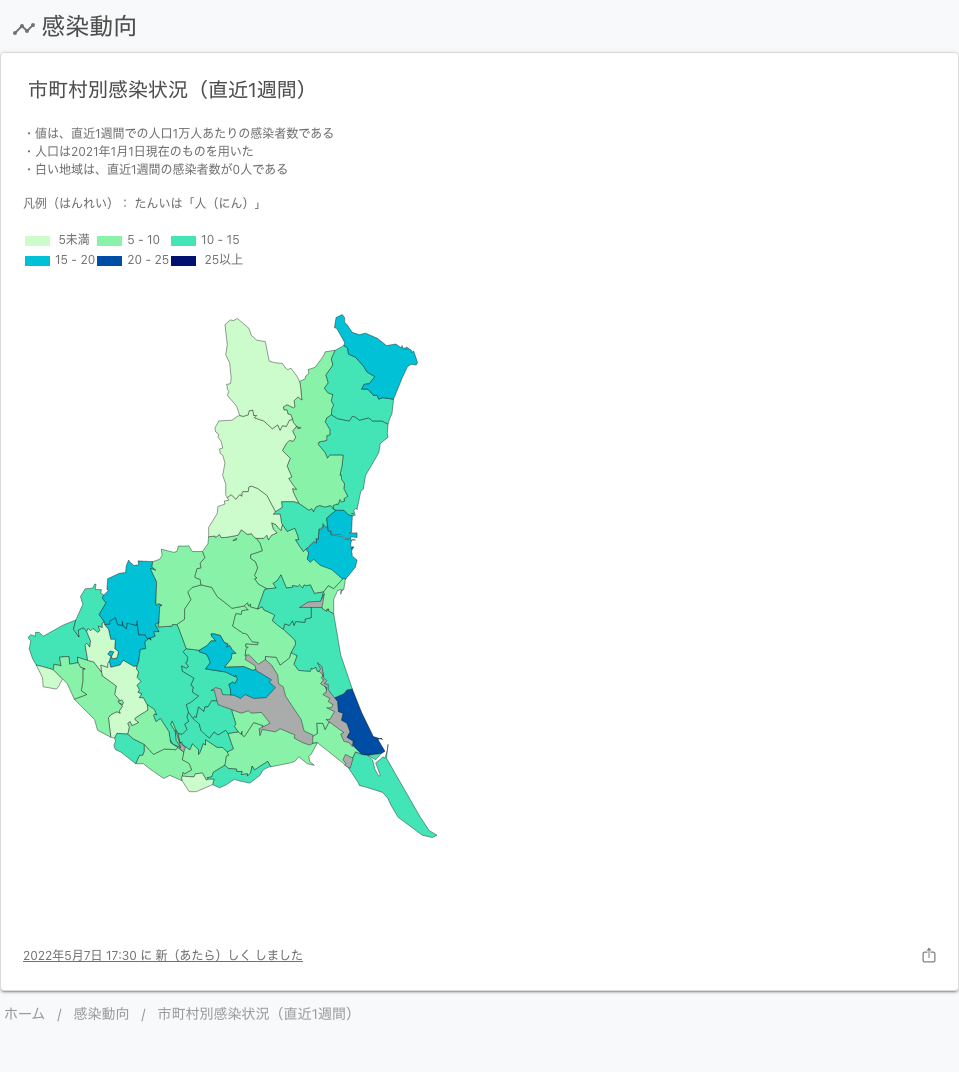 感染動向
市町村別感染状況（直近1週間）
・値は、直近1週間での人口1万人あたりの感染者数である
・人口は2021年1月1日現在のものを用いた
・白い地域は、直近1週間の感染者数が0人である
凡例（はんれい）： たんいは「人（にん）」
5未満 5 - 10 10 - 15
15 - 20 20 - 25 25以上
2022年5月7日 17:30 に 新（あたら）しく しました
ホーム / 感染動向 / 市町村別感染状況（直近1週間）